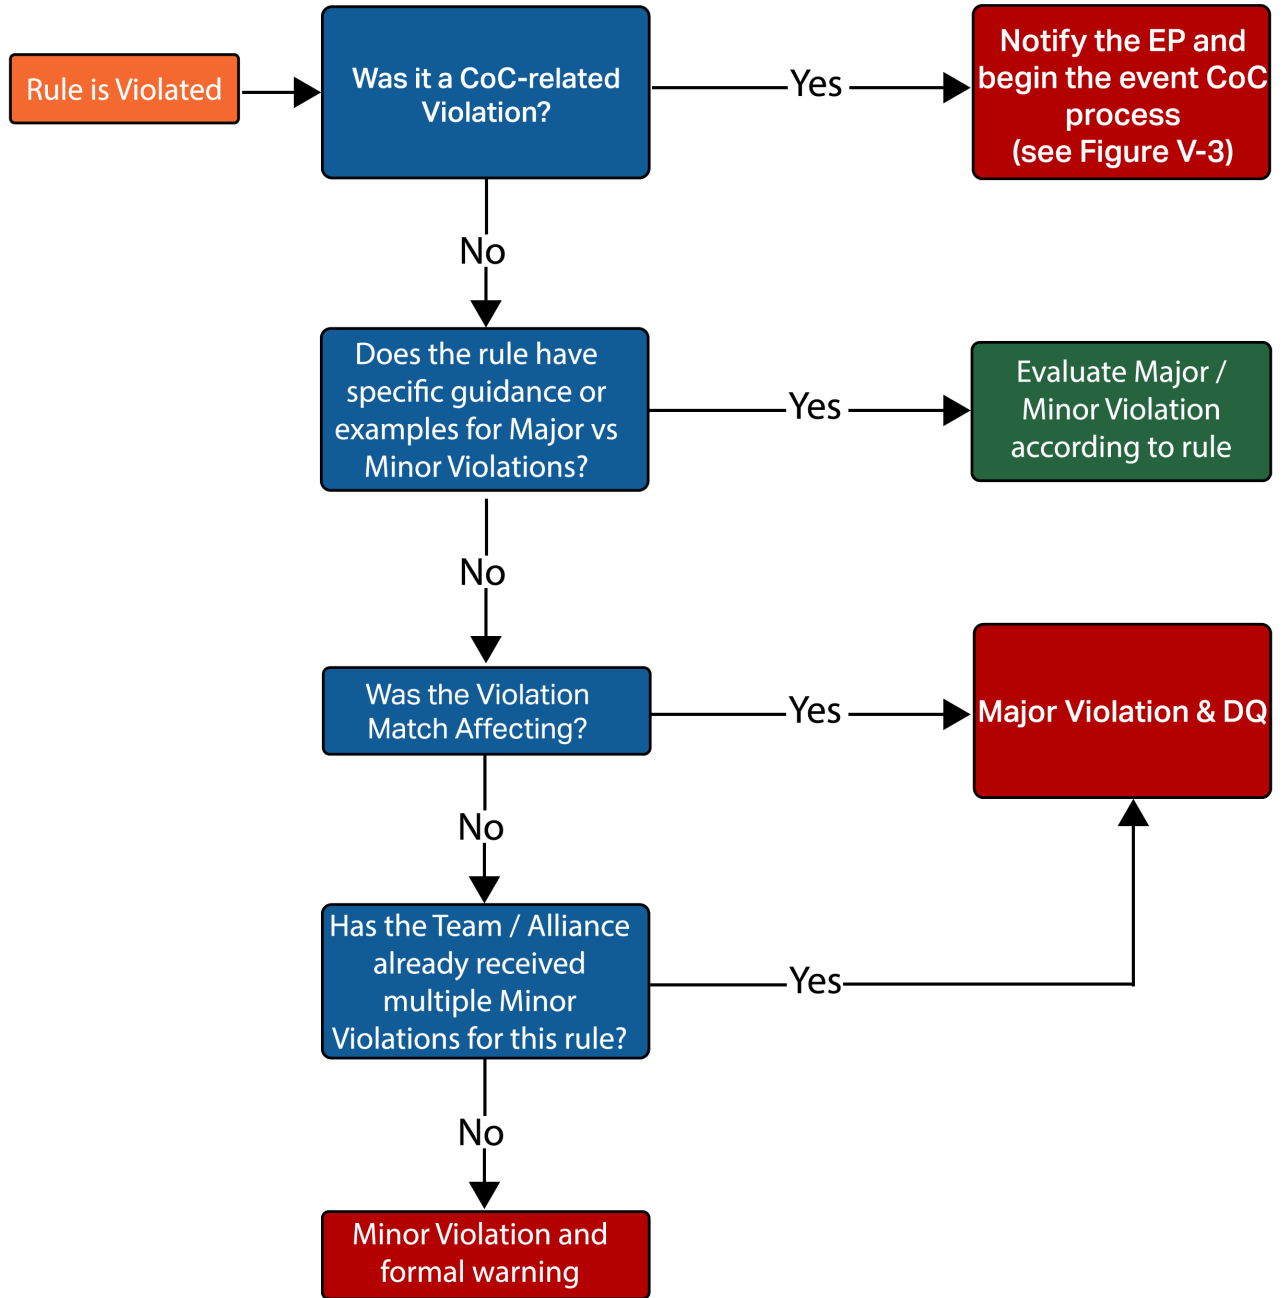 Rule is Violated
Was it a CoC-related
Violation?
Yes
Notify the EP and
begin the event CoC
process
(see Figure V-3)
No
Does the rule have
specific guidance or
examples for Major vs
Minor Violations?
Yes
Evaluate Major /
Minor Violation
according to rule
No
Was the Violation
Match Affecting?
Yes
Major Violation & DQ
No
Has the Team / Alliance
already received
multiple Minor
Violations for this rule?
Yes
No
Minor Violation and
formal warning